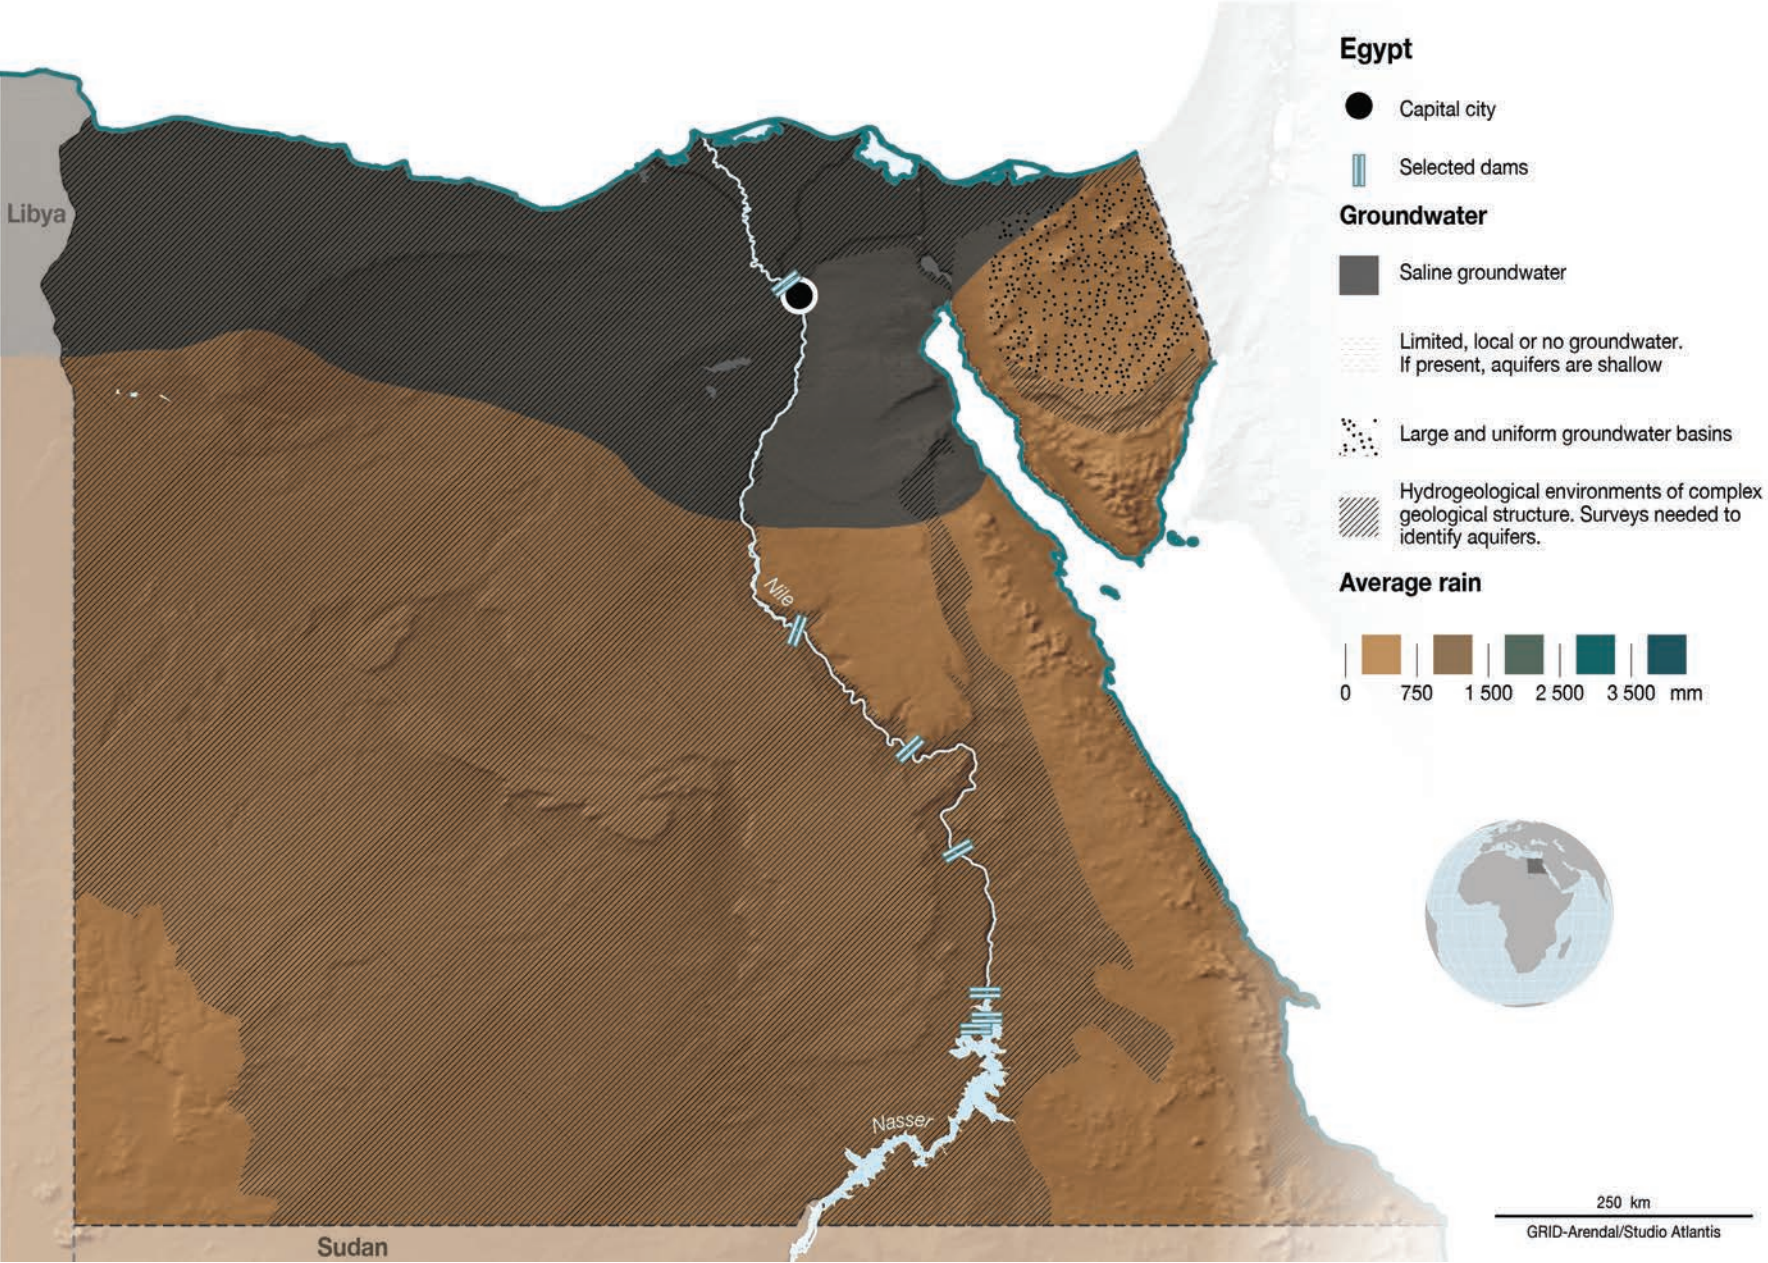 Egypt
Capital city
Selected dams
Groundwater
Saline groundwater
Limited, local or no groundwater.
If present, aquifers are shallow
Large and uniform groundwater basins
Hydrogeological environments of complex
geological structure. Surveys needed to
identify aquifers.
Average rain
0 750 1 500 2 500 3 500 mm
Libya
Nile
Nasser
Sudan
250 km
GRID-Arendal/Studio Atlantis